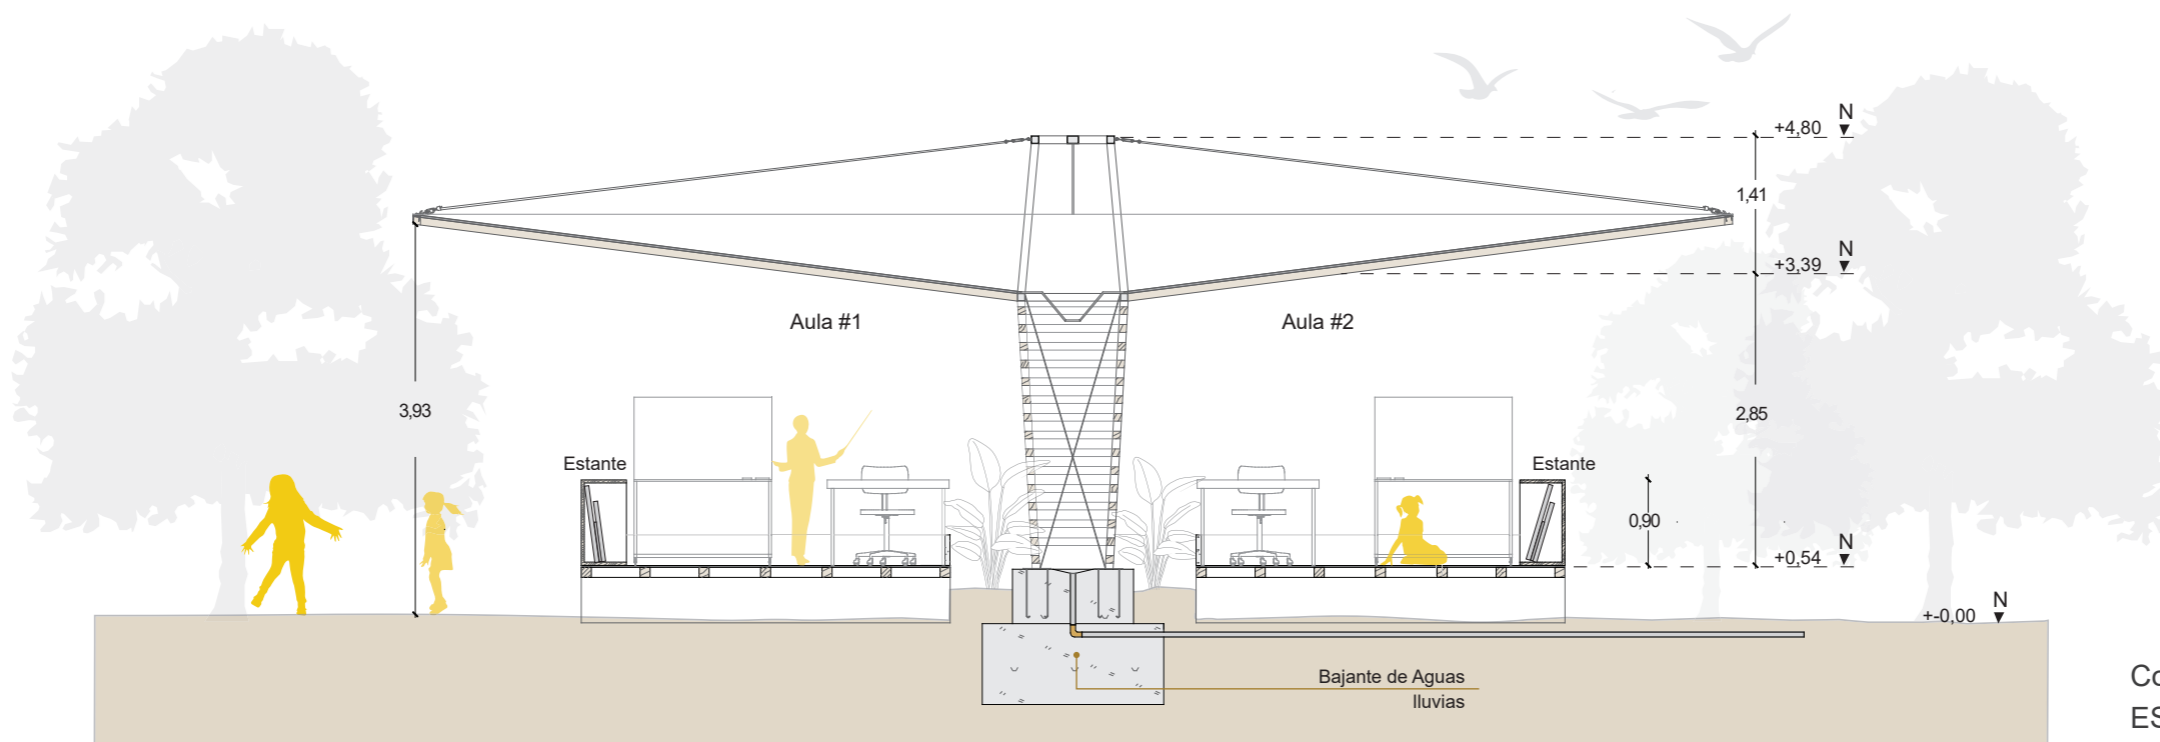 +4,80 N
1,41
+3,39 N
Aula #1
Aula #2
3,93
2,85
Estante
Estante
0,90
+0,54 N
+-0,00 N
Bajante de Aguas
lluvias